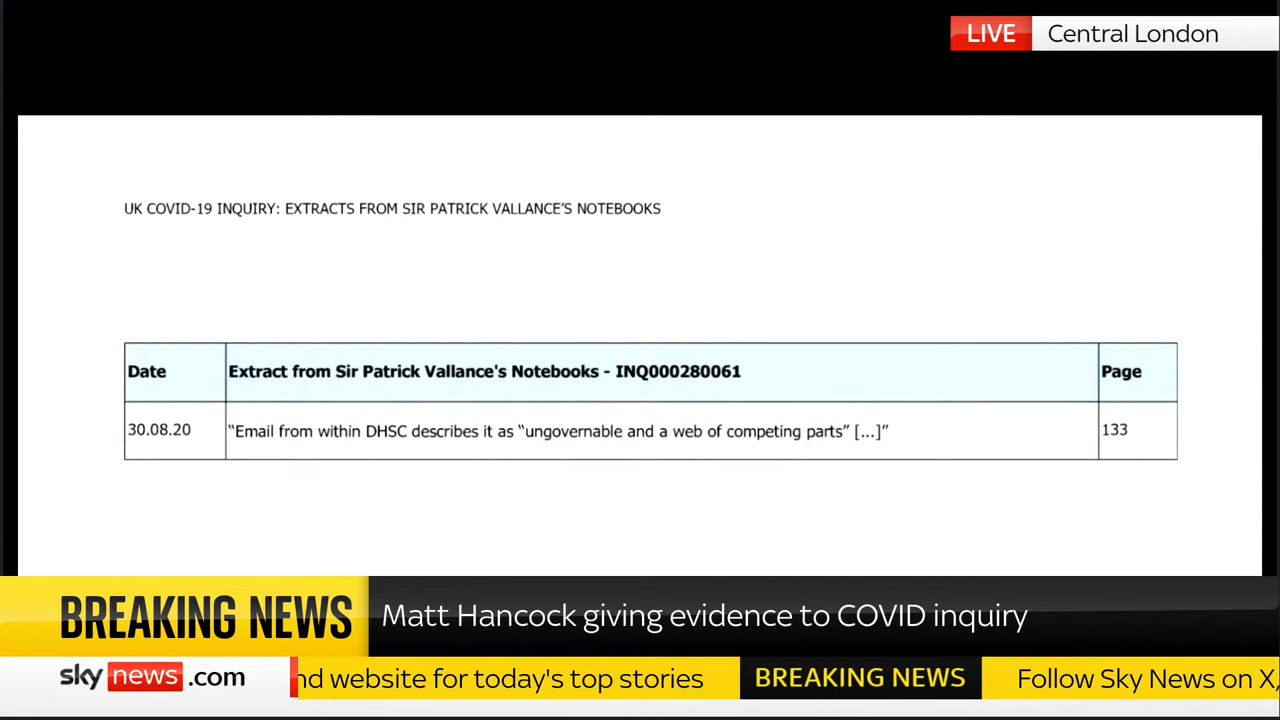 LIVE Central London
UK COVID-19 INQUIRY: EXTRACTS FROM SIR PATRICK VALLANCE'S NOTEBOOKS
Date Extract from Sir Patrick Vallance's Notebooks - INQ000280061 Page
30.08.20 “Email from within DHSC describes it as “ungovernable and a web of competing parts” [...]” 133
BREAKING NEWS Matt Hancock giving evidence to COVID inquiry
sky news .com website for today's top stories BREAKING NEWS Follow Sky News on X,